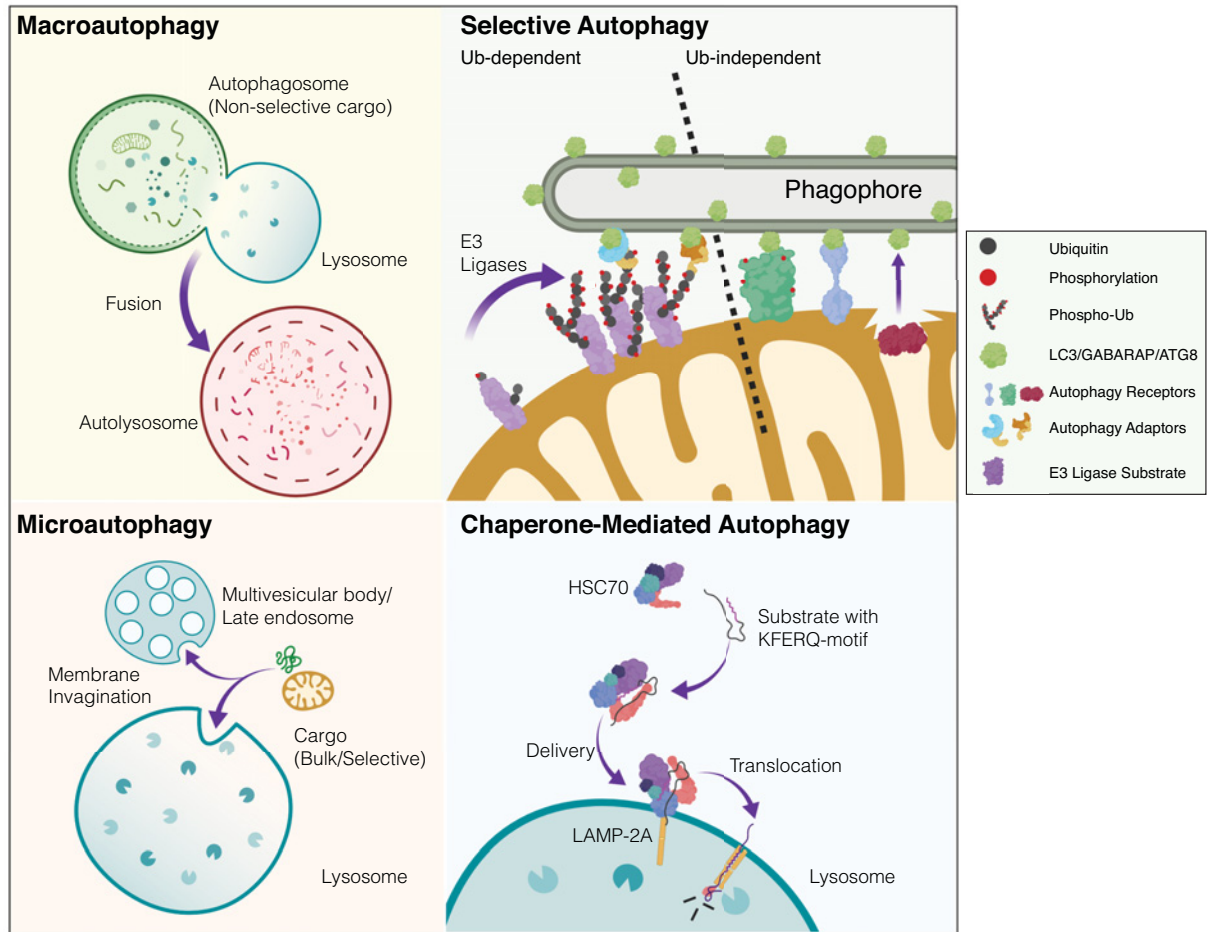 Macroautophagy
Autophagosome
(Non-selective cargo)
Lysosome
Fusion
Autolysosome
Selective Autophagy
Ub-dependent
Ub-independent
Phagophore
E3
Ligases
Ubiquitin
Phosphorylation
Phospho-Ub
LC3/GABARAP/ATG8
Autophagy Receptors
Autophagy Adaptors
E3 Ligase Substrate
Microautophagy
Multivesicular body/
Late endosome
Membrane
Invagination
Cargo
(Bulk/Selective)
Lysosome
Chaperone-Mediated Autophagy
HSC70
Substrate with
KFERQ-motif
Delivery
Translocation
LAMP-2A
Lysosome